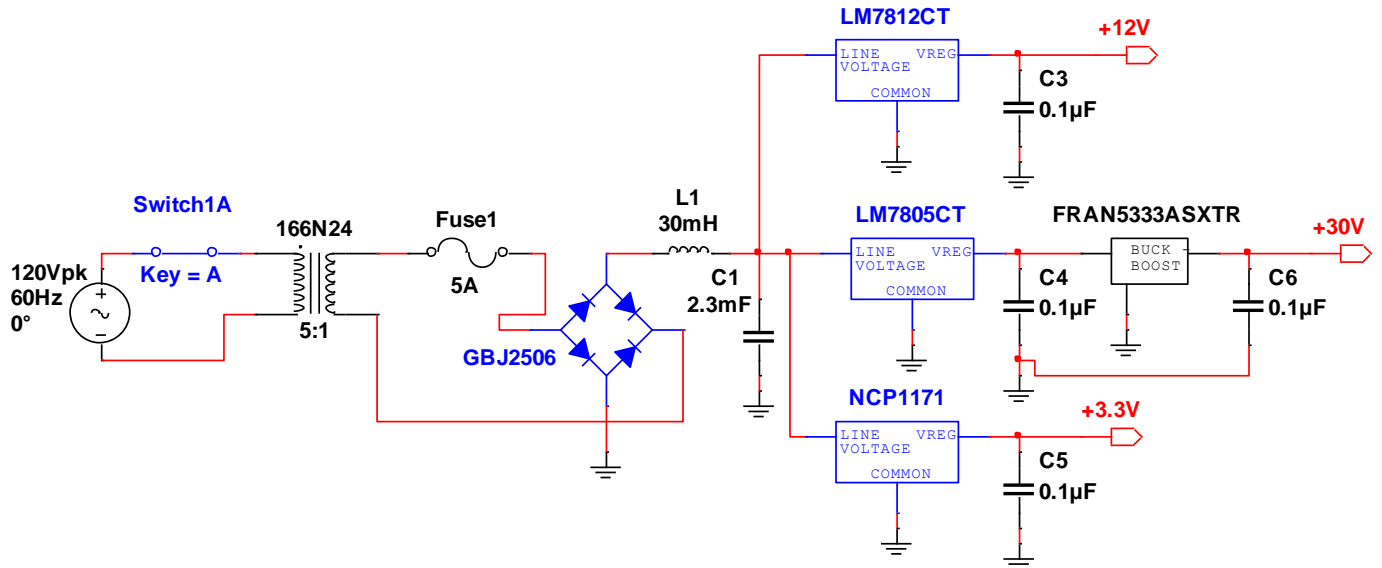 LM7812CT
+12V
LINE VREG
VOLTAGE
COMMON
C3
0.1µF
Switch1A
Key = A
120Vpk
60Hz
0°
166N24
5:1
Fuse1
5A
GBJ2506
L1
30mH
C1
2.3mF
LM7805CT
LINE VREG
VOLTAGE
COMMON
C4
0.1µF
FRAN5333ASXTR
BUCK
BOOST
+30V
C6
0.1µF
NCP1171
LINE VREG
VOLTAGE
COMMON
+3.3V
C5
0.1µF